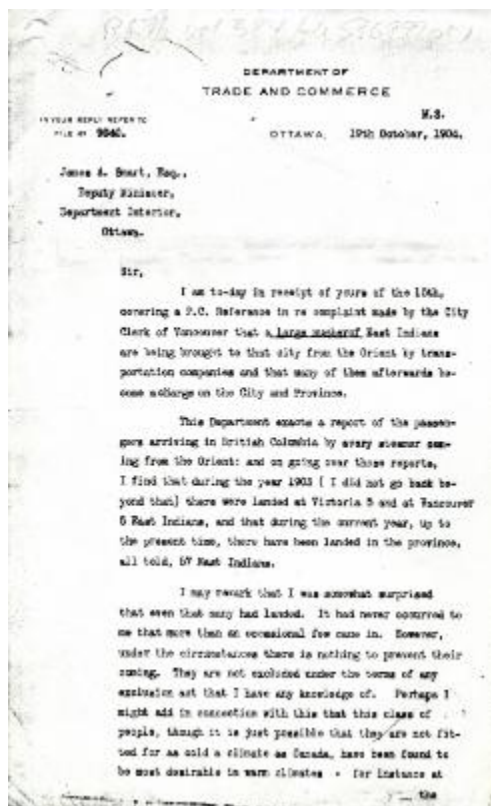 DEPARTMENT OF
TRADE AND COMMERCE
M.S.
IN YOUR REPLY REFER TO
FILE No 9840.
OTTAWA, 19th October, 1904.
James A. Smart, Esq.,
Deputy Minister,
Department Interior,
Ottawa.
Sir,
I am to-day in receipt of yours of the 15th,
covering a P.C. Reference in re complaint made by the City
Clerk of Vancouver that a large numberof East Indians
are being brought to that city from the Orient by trans-
portation companies and that many of them afterwards be-
come a charge on the City and Province.
This Department exacts a report of the passen-
gers arriving in British Columbia by every steamer com-
ing from the Orient: and on going over those reports,
I find that during the year 1903 ( I did not go back be-
yond that) there were landed at Victoria 5 and at Vancouver
6 East Indians, and that during the current year, up to
the present time, there have been landed in the province,
all told, 57 East Indians.
I may remark that I was somewhat surprised
that even that many had landed. It had never occurred to
me that more than an occasional few came in. However,
under the circumstances there is nothing to prevent their
coming. They are not excluded under the terms of any
exclusion act that I have any knowledge of. Perhaps I
might add in connection with this that this class of
people, though it is just possible that they are not fit-
ted for as cold a climate as Canada, have been found to
be most desirable in warm climates - for instance at
the